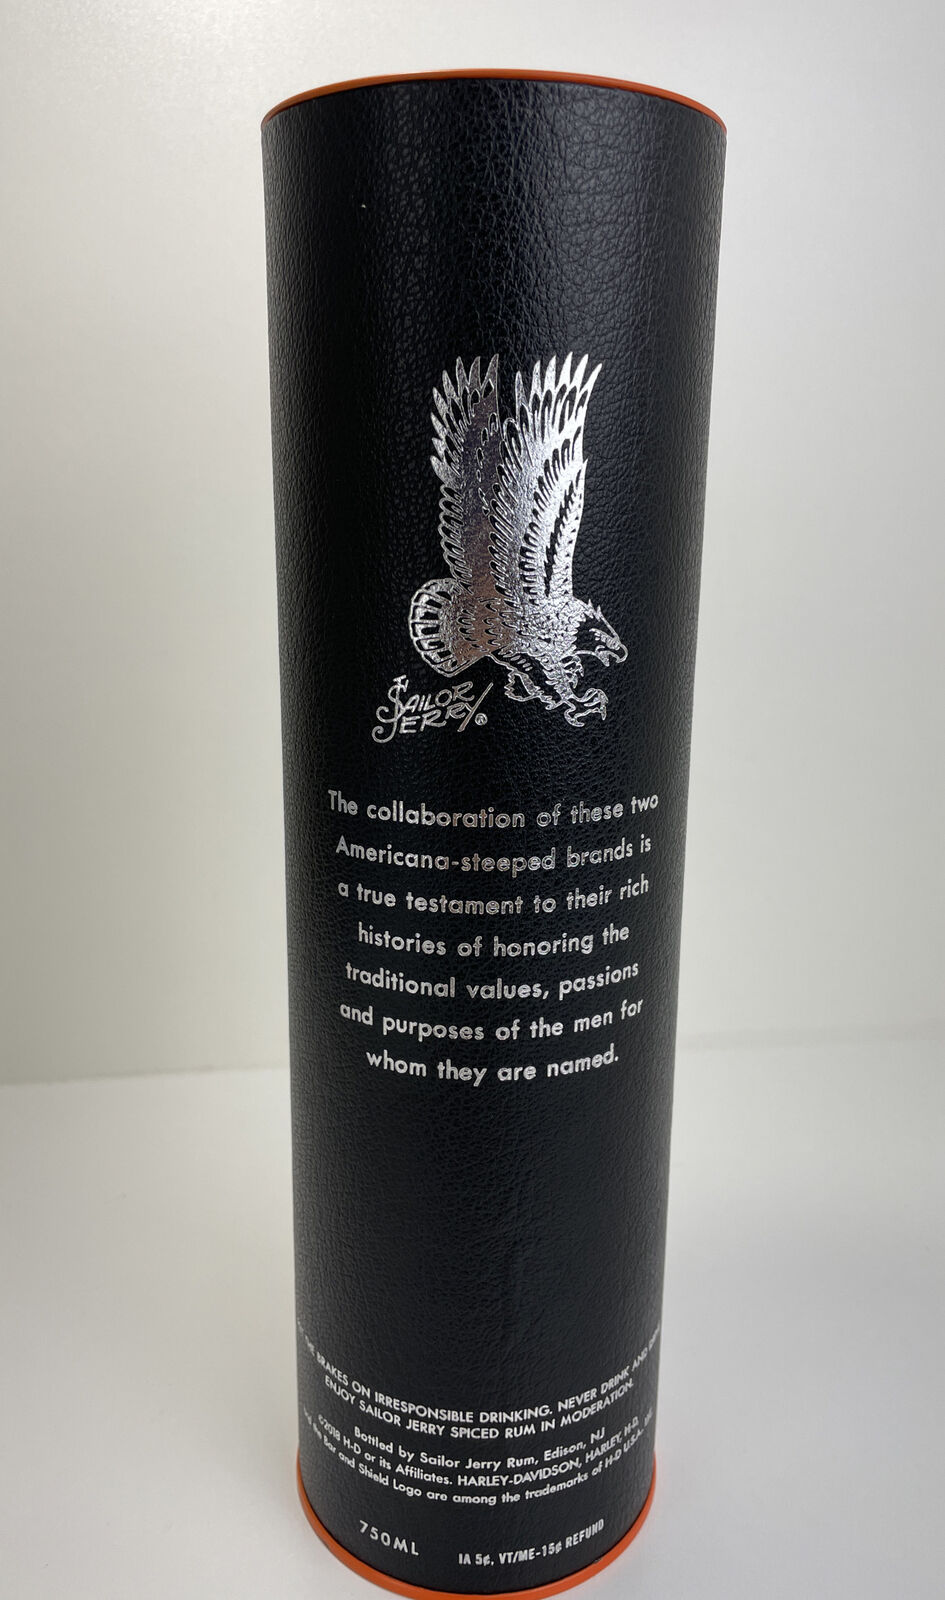 SAILOR
JERRY ®
The collaboration of these two
Americana-steeped brands is
a true testament to their rich
histories of honoring the
traditional values, passions
and purposes of the men for
whom they are named.
BRAKES ON IRRESPONSIBLE DRINKING. NEVER DRINK AND
ENJOY SAILOR JERRY SPICED RUM IN MODERATION.
Bottled by Sailor Jerry Rum, Edison, NJ
©2018 H-D or its Affiliates. HARLEY-DAVIDSON, HARLEY, H-D,
the Bar and Shield Logo are among the trademarks of H-D U.S.A.
750ML
IA 5¢, VT/ME-15¢ REFUND